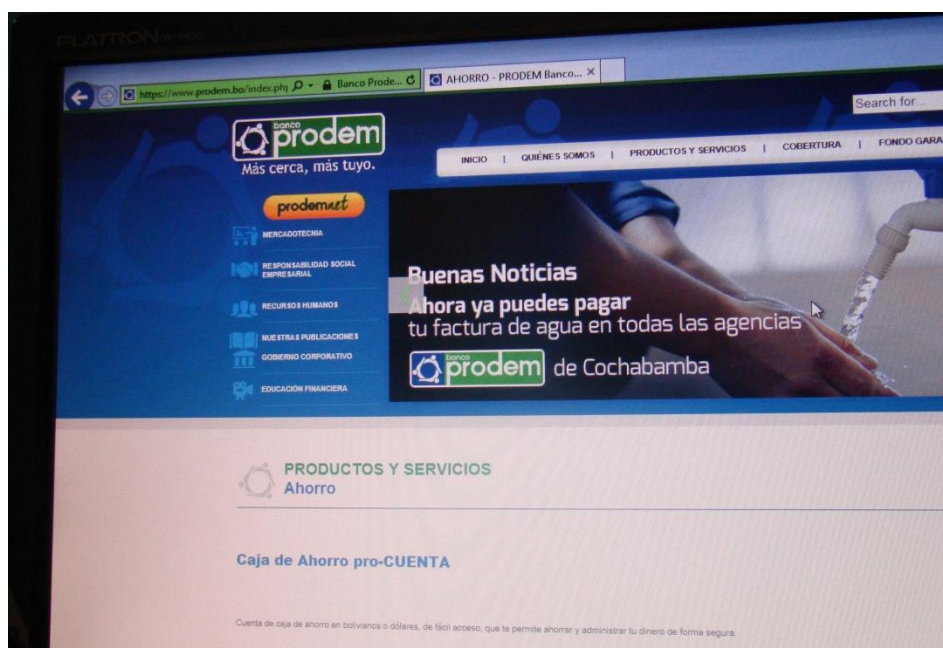 FLATRON
https://www.prodem.bo/index.php
Banco Prode...
AHORRO - PRODEM Banco...
Search for...
banco
prodem
Más cerca, más tuyo.
INICIO | QUIÉNES SOMOS | PRODUCTOS Y SERVICIOS | COBERTURA | FONDO GARA
prodemnet
MERCADOTECNIA
RESPONSABILIDAD SOCIAL
EMPRESARIAL
RECURSOS HUMANOS
NUESTRAS PUBLICACIONES
GOBIERNO CORPORATIVO
EDUCACIÓN FINANCIERA
Buenas Noticias
Ahora ya puedes pagar
tu factura de agua en todas las agencias
banco
prodem de Cochabamba
PRODUCTOS Y SERVICIOS
Ahorro
Caja de Ahorro pro-CUENTA
Cuenta de caja de ahorro en bolivianos o dólares, de fácil acceso, que te permite ahorrar y administrar tu dinero de forma segura.